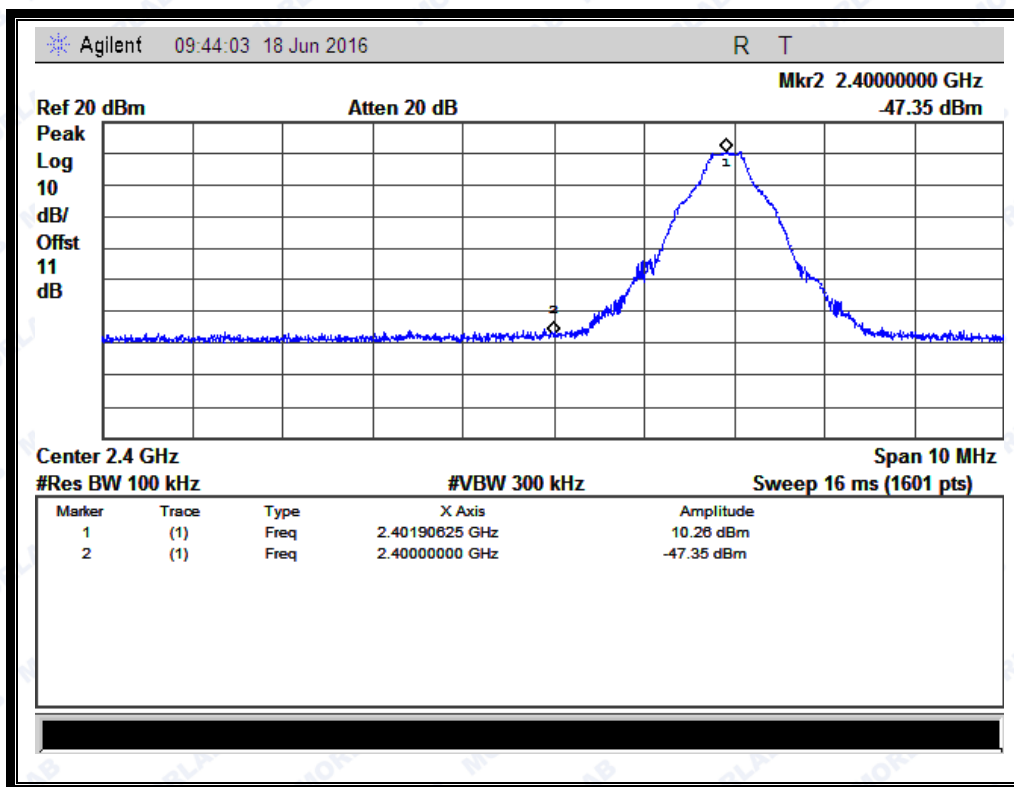 Agilent 09:44:03 18 Jun 2016 R T
Mkr2 2.40000000 GHz
Ref 20 dBm Atten 20 dB -47.35 dBm
Peak
Log
10
dB/
Offst
11
dB
1
2
Center 2.4 GHz Span 10 MHz
#Res BW 100 kHz #VBW 300 kHz Sweep 16 ms (1601 pts)
Marker Trace Type X Axis Amplitude
1 (1) Freq 2.40190625 GHz 10.26 dBm
2 (1) Freq 2.40000000 GHz -47.35 dBm